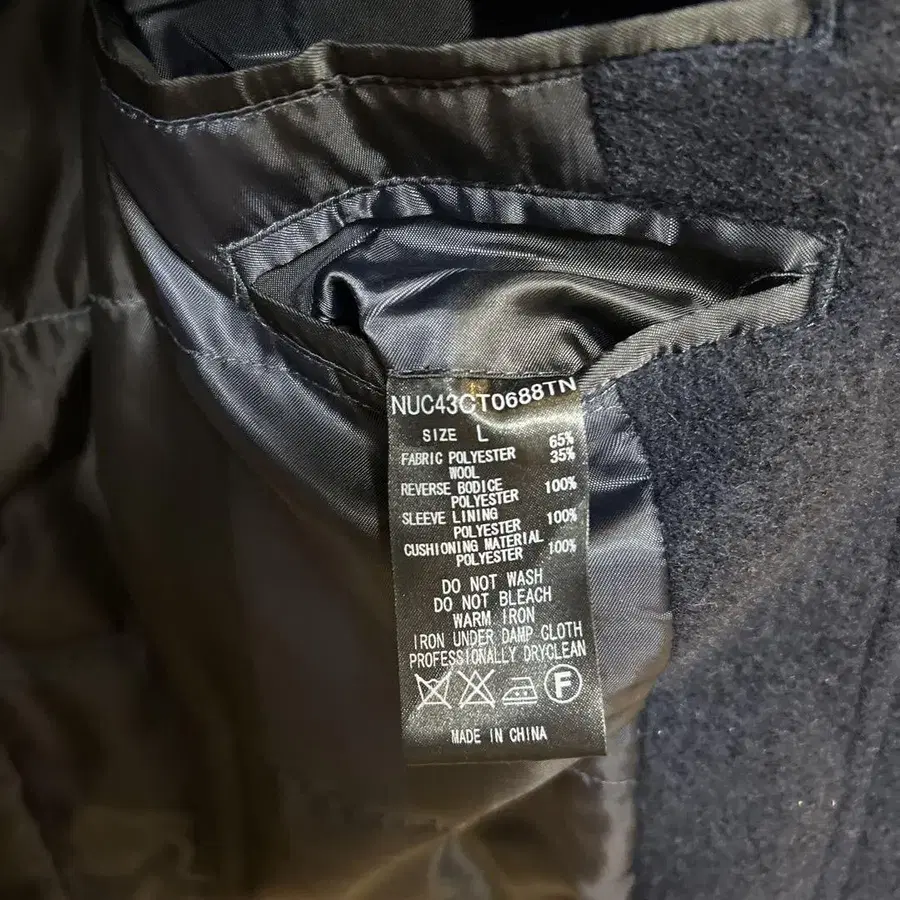 NUC43CT0688TN
SIZE L
FABRIC POLYESTER 65%
WOOL 35%
REVERSE BODICE
POLYESTER 100%
SLEEVE LINING
POLYESTER 100%
CUSHIONING MATERIAL
POLYESTER 100%
DO NOT WASH
DO NOT BLEACH
WARM IRON
IRON UNDER DAMP CLOTH
PROFESSIONALLY DRYCLEAN
F
MADE IN CHINA